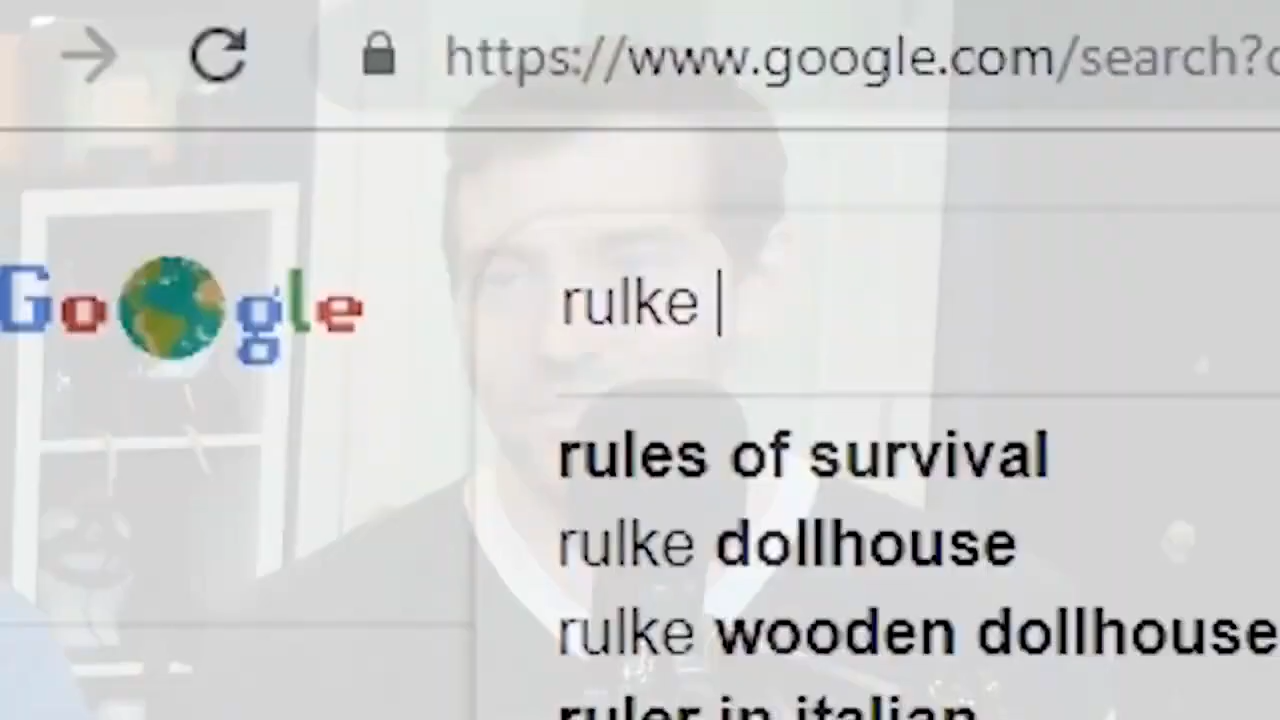 https://www.google.com/search?
Google
rulke
rules of survival
rulke dollhouse
rulke wooden dollhouse
ruler in italian